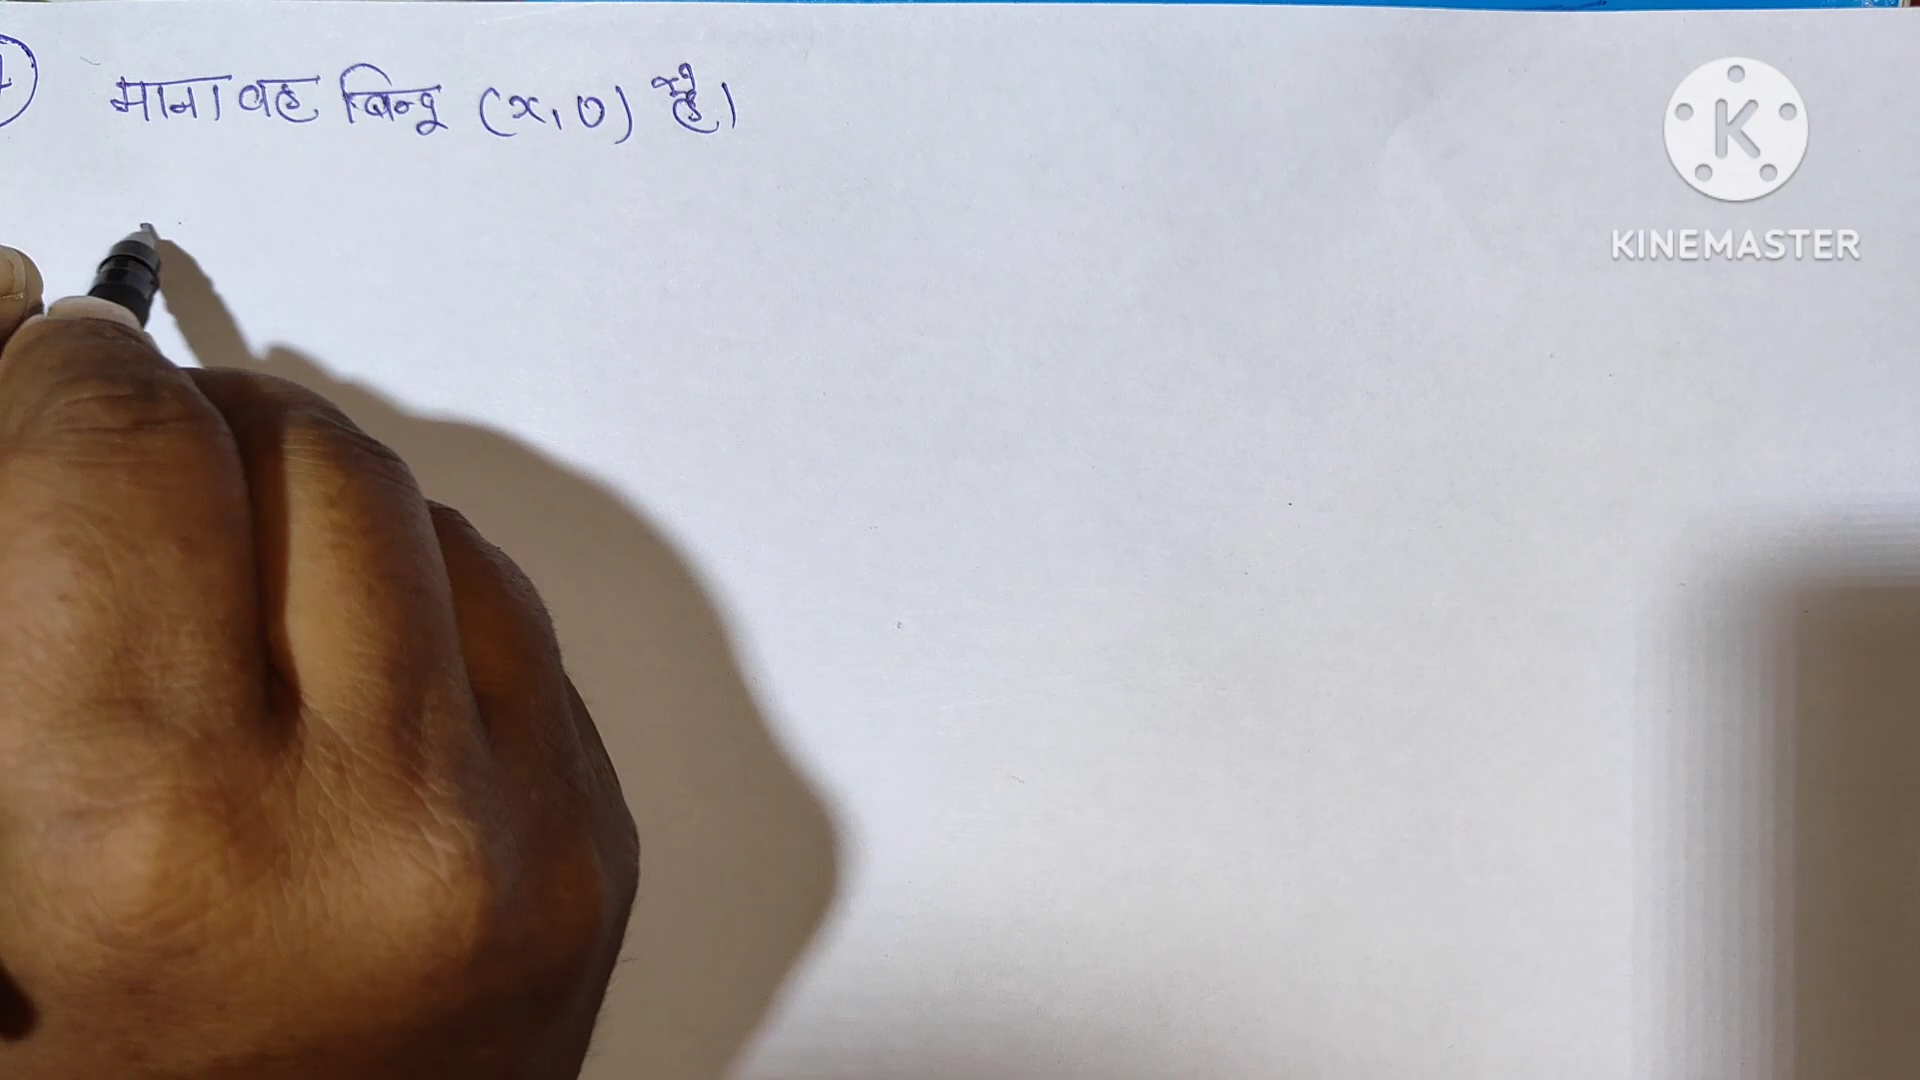 माना वह बिन्दू (x, 0) है।
K
KINEMASTER